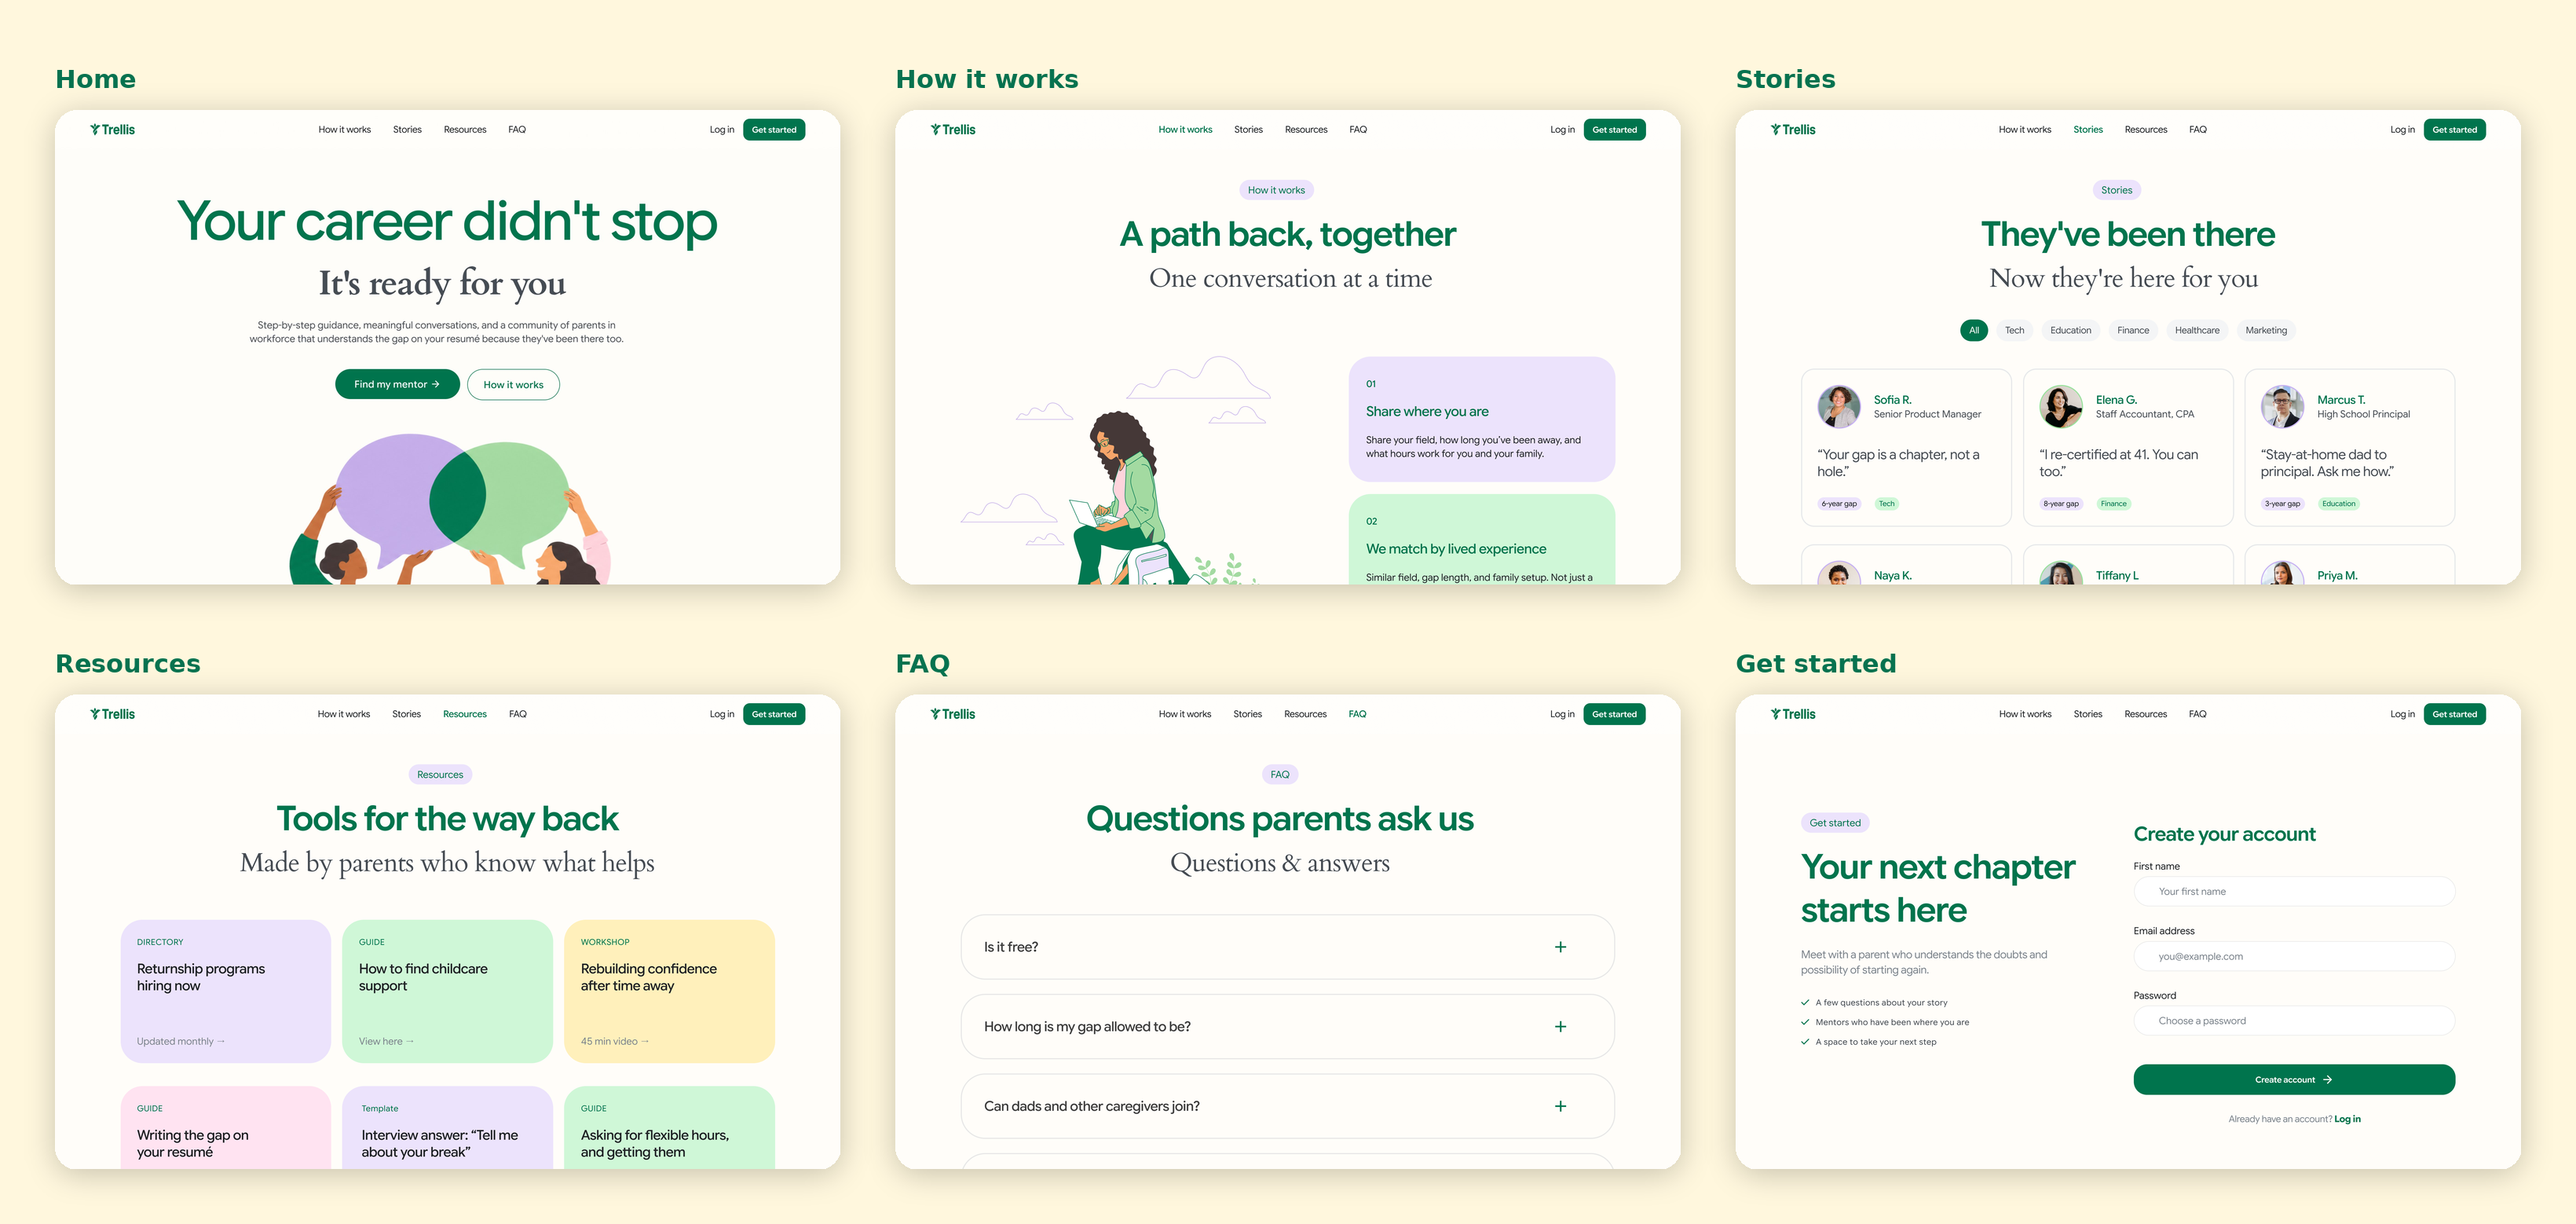 Home
Trellis
How it works
Stories
Resources
FAQ
Log in
Get started
Your career didn't stop
It's ready for you
Step-by-step guidance, meaningful conversations, and a community of parents in
workforce that understands the gap on your resumé because they've been there too.
Find my mentor →
How it works
How it works
Trellis
How it works
Stories
Resources
FAQ
Log in
Get started
How it works
A path back, together
One conversation at a time
01
Share where you are
Share your field, how long you've been away, and
what hours work for you and your family.
02
We match by lived experience
Similar field, gap length, and family setup. Not just a
Stories
Trellis
How it works
Stories
Resources
FAQ
Log in
Get started
Stories
They've been there
Now they're here for you
All
Tech
Education
Finance
Healthcare
Marketing
Sofia R.
Senior Product Manager
“Your gap is a chapter, not a
hole.”
6-year gap
Tech
Elena G.
Staff Accountant, CPA
“I re-certified at 41. You can
too.”
8-year gap
Finance
Marcus T.
High School Principal
“Stay-at-home dad to
principal. Ask me how.”
3-year gap
Education
Naya K.
Tiffany L
Priya M.
Resources
Trellis
How it works
Stories
Resources
FAQ
Log in
Get started
Resources
Tools for the way back
Made by parents who know what helps
DIRECTORY
Returnship programs
hiring now
Updated monthly →
GUIDE
How to find childcare
support
View here →
WORKSHOP
Rebuilding confidence
after time away
45 min video →
GUIDE
Writing the gap on
your resumé
Template
Interview answer: “Tell me
about your break”
GUIDE
Asking for flexible hours,
and getting them
FAQ
Trellis
How it works
Stories
Resources
FAQ
Log in
Get started
FAQ
Questions parents ask us
Questions & answers
Is it free?
+
How long is my gap allowed to be?
+
Can dads and other caregivers join?
+
Get started
Trellis
How it works
Stories
Resources
FAQ
Log in
Get started
Get started
Your next chapter
starts here
Meet with a parent who understands the doubts and
possibility of starting again.
✓ A few questions about your story
✓ Mentors who have been where you are
✓ A space to take your next step
Create your account
First name
Your first name
Email address
you@example.com
Password
Choose a password
Create account →
Already have an account? Log in